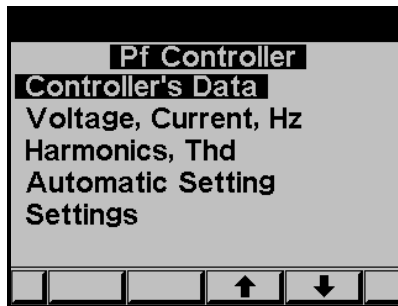 Pf Controller
Controller's Data
Voltage, Current, Hz
Harmonics, Thd
Automatic Setting
Settings